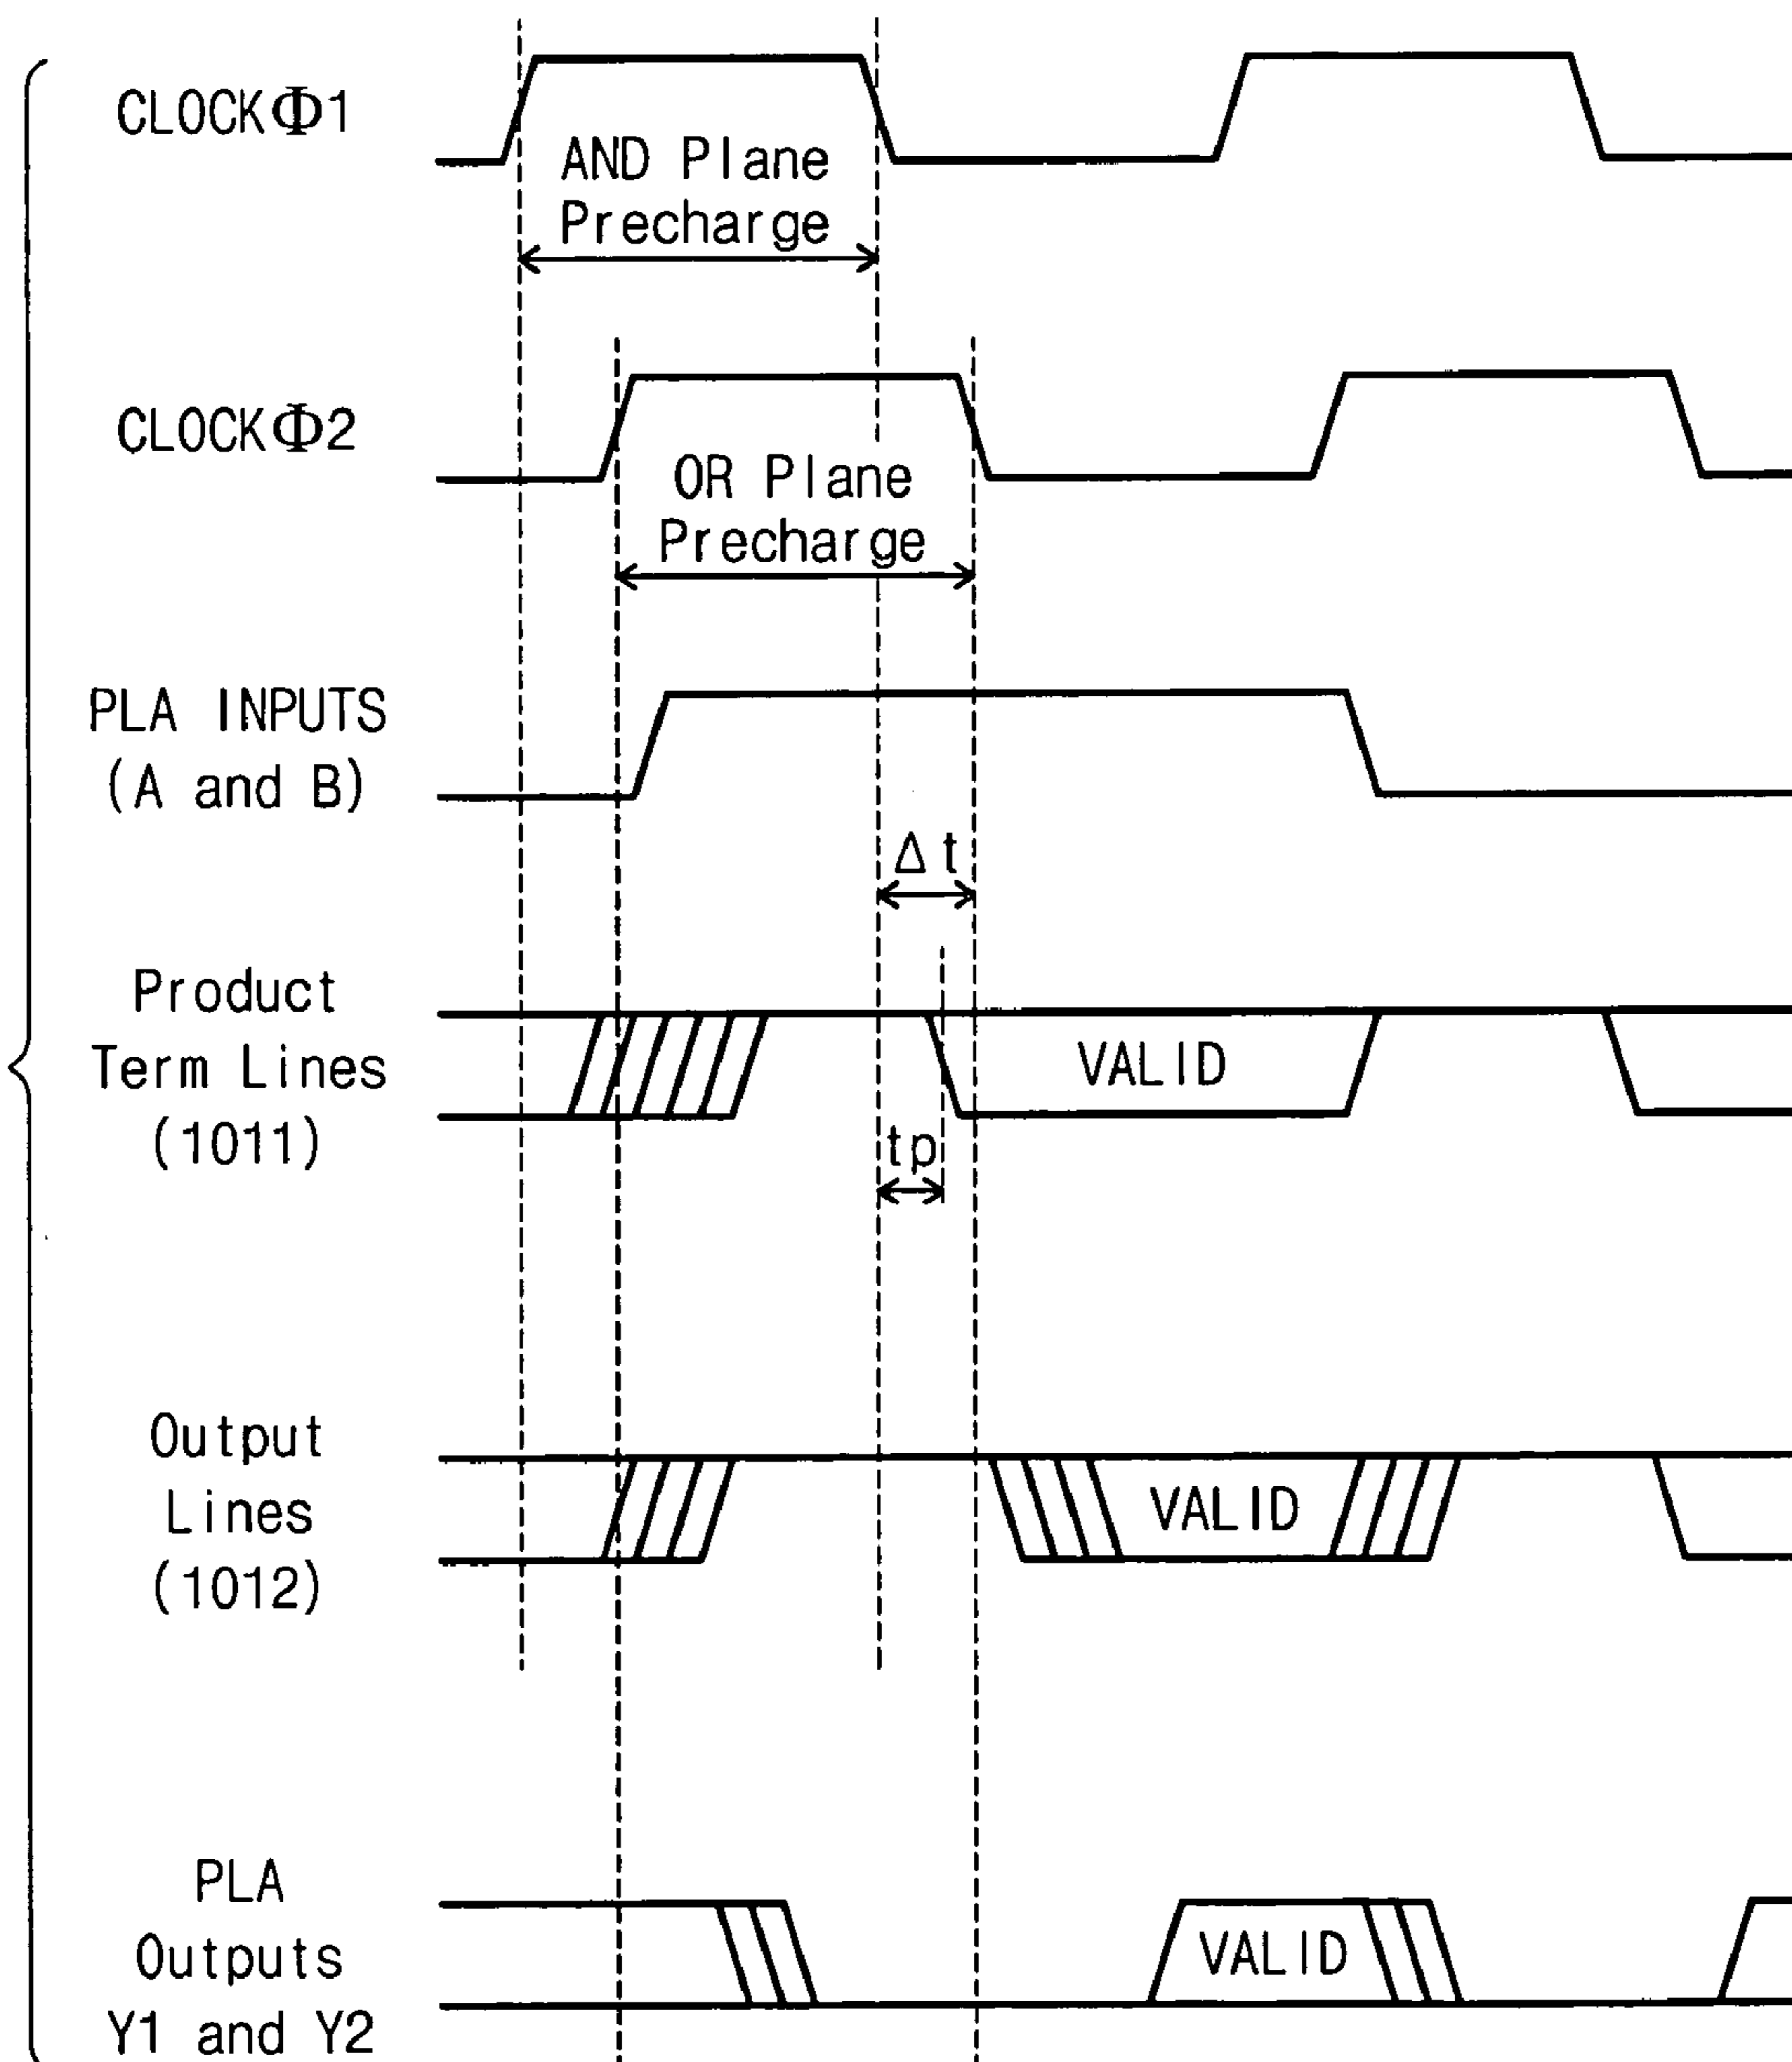 CLOCKΦ1
AND Plane
Precharge
CLOCKΦ2
OR Plane
Precharge
PLA INPUTS
(A and B)
Δt
Product
Term Lines
(1011)
VALID
tp
Output
Lines
(1012)
VALID
PLA
Outputs
Y1 and Y2
VALID